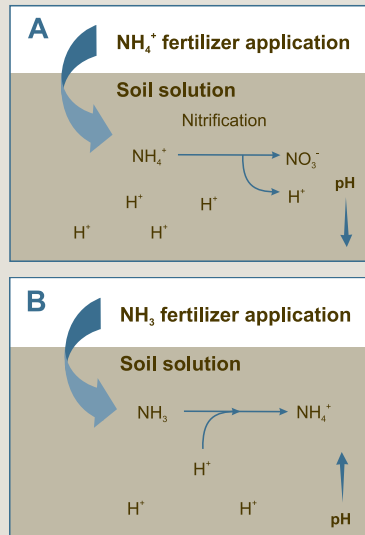 A
NH₄⁺ fertilizer application
Soil solution
Nitrification
NH₄⁺
NO₃⁻
H⁺
pH
H⁺
H⁺
H⁺
H⁺
B
NH₃ fertilizer application
Soil solution
NH₃
NH₄⁺
H⁺
H⁺
H⁺
pH